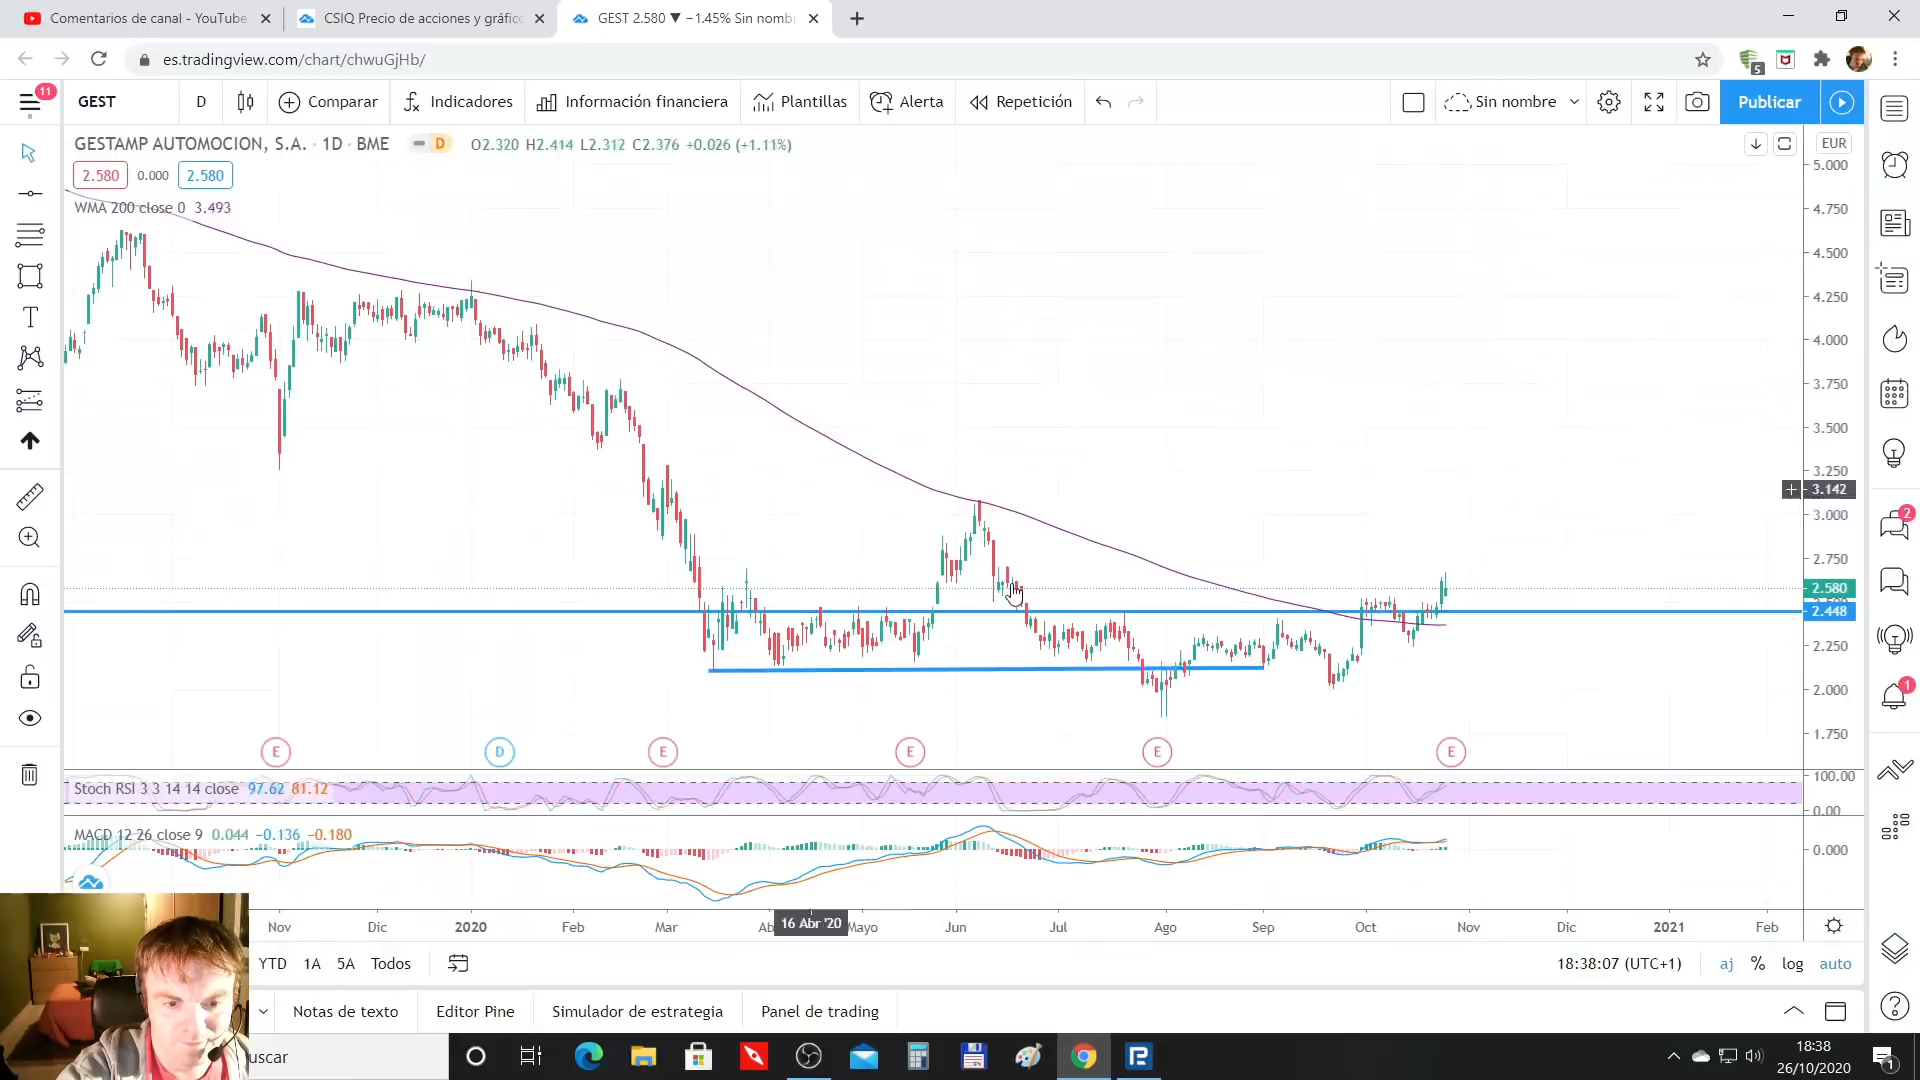 Comentarios de canal - YouTube
CSIQ Precio de acciones y gráfic
GEST 2.580 ▼ −1.45% Sin nomb
es.tradingview.com/chart/chwuGjHb/
5
11
GEST
D
Comparar
Indicadores
Información financiera
Plantillas
Alerta
Repetición
Sin nombre
Publicar
GESTAMP AUTOMOCION, S.A. · 1D · BME
D
O2.320 H2.414 L2.312 C2.376 +0.026 (+1.11%)
EUR
2.580
0.000
2.580
WMA 200 close 0 3.493
5.000
4.750
4.500
4.250
4.000
3.750
3.500
3.250
3.142
3.000
2.750
2.580
2.448
2.250
2.000
1.750
2
1
E
D
E
E
E
E
100.00
Stoch RSI 3 3 14 14 close 97.62 81.12
0.00
MACD 12 26 close 9 0.044 −0.136 −0.180
0.000
Nov
Dic
2020
Feb
Mar
16 Abr '20
Mayo
Jun
Jul
Ago
Sep
Oct
Nov
Dic
2021
Feb
YTD
1A
5A
Todos
18:38:07 (UTC+1)
aj
%
log
auto
Notas de texto
Editor Pine
Simulador de estrategia
Panel de trading
uscar
18:38
26/10/2020
1